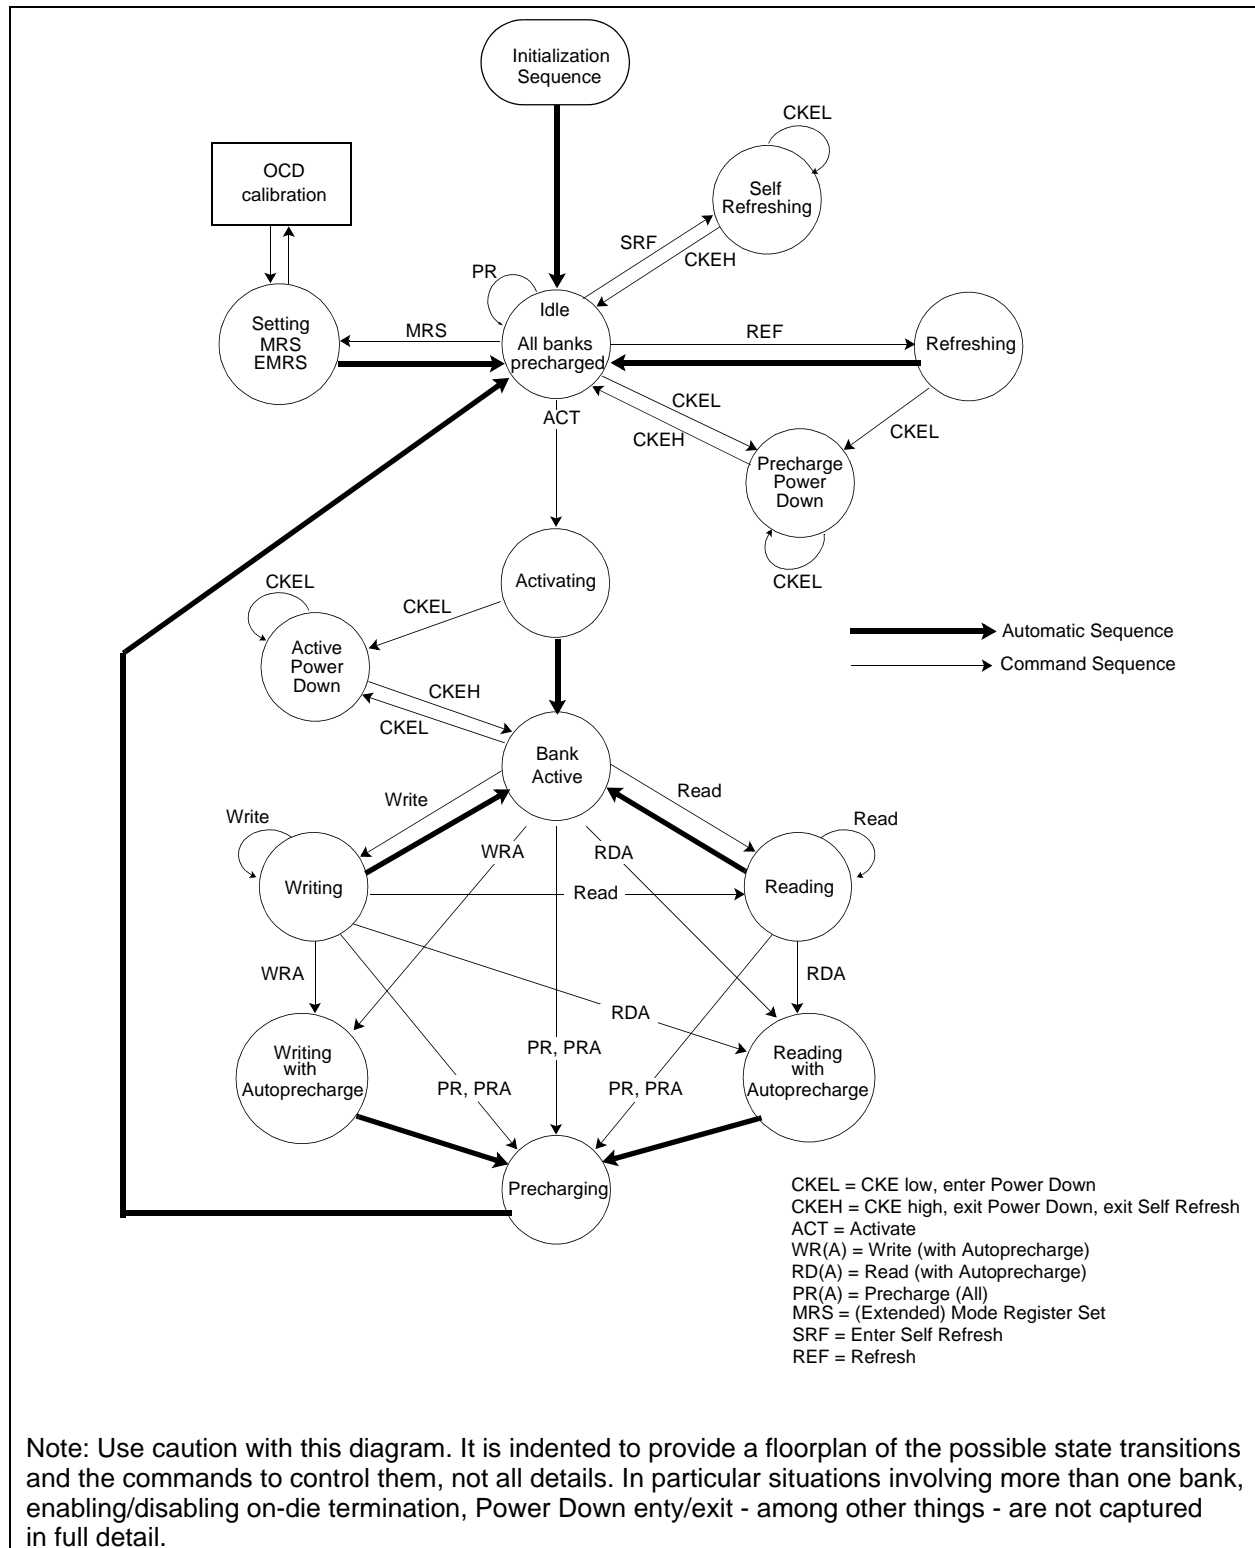 Initialization
Sequence
CKEL
OCD
calibration
Self
Refreshing
SRF
CKEH
PR
Idle
All banks
precharged
Setting
MRS
EMRS
MRS
REF
Refreshing
CKEL
CKEH
ACT
CKEL
Precharge
Power
Down
CKEL
Activating
CKEL
CKEL
Active
Power
Down
CKEH
CKEL
Automatic Sequence
Command Sequence
Bank
Active
Write
Read
Write
Read
WRA
RDA
Writing
Read
Reading
WRA
RDA
RDA
Writing
with
Autoprecharge
PR, PRA
Reading
with
Autoprecharge
PR, PRA
PR, PRA
Precharging
CKEL = CKE low, enter Power Down
CKEH = CKE high, exit Power Down, exit Self Refresh
ACT = Activate
WR(A) = Write (with Autoprecharge)
RD(A) = Read (with Autoprecharge)
PR(A) = Precharge (All)
MRS = (Extended) Mode Register Set
SRF = Enter Self Refresh
REF = Refresh
Note: Use caution with this diagram. It is indented to provide a floorplan of the possible state transitions
and the commands to control them, not all details. In particular situations involving more than one bank,
enabling/disabling on-die termination, Power Down enty/exit - among other things - are not captured
in full detail.